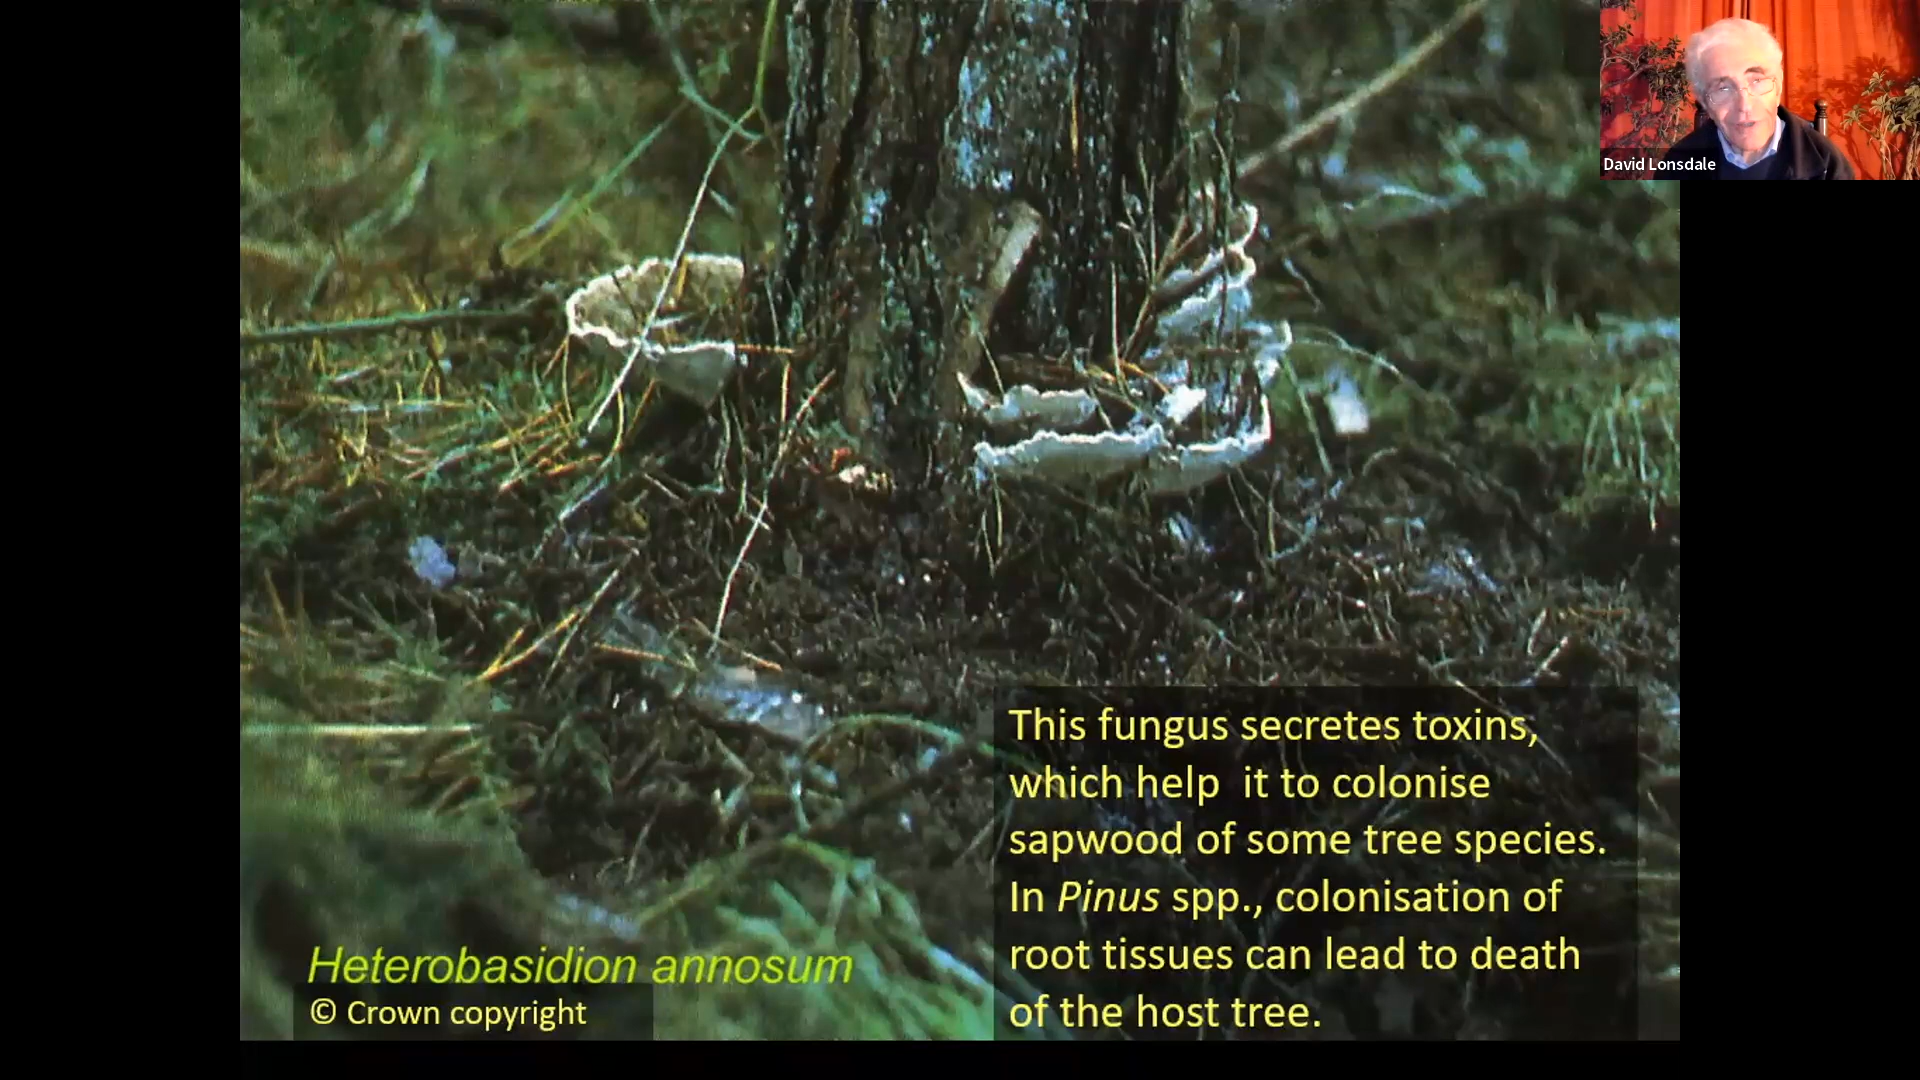 David Lonsdale
This fungus secretes toxins,
which help  it to colonise
sapwood of some tree species.
In Pinus spp., colonisation of
root tissues can lead to death
of the host tree.
Heterobasidion annosum
© Crown copyright